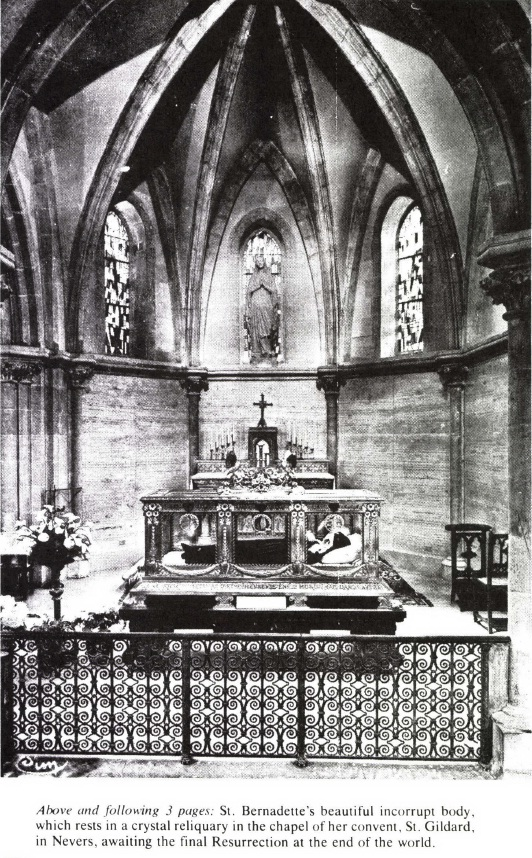 Above and following 3 pages: St. Bernadette's beautiful incorrupt body,
which rests in a crystal reliquary in the chapel of her convent, St. Gildard,
in Nevers, awaiting the final Resurrection at the end of the world.